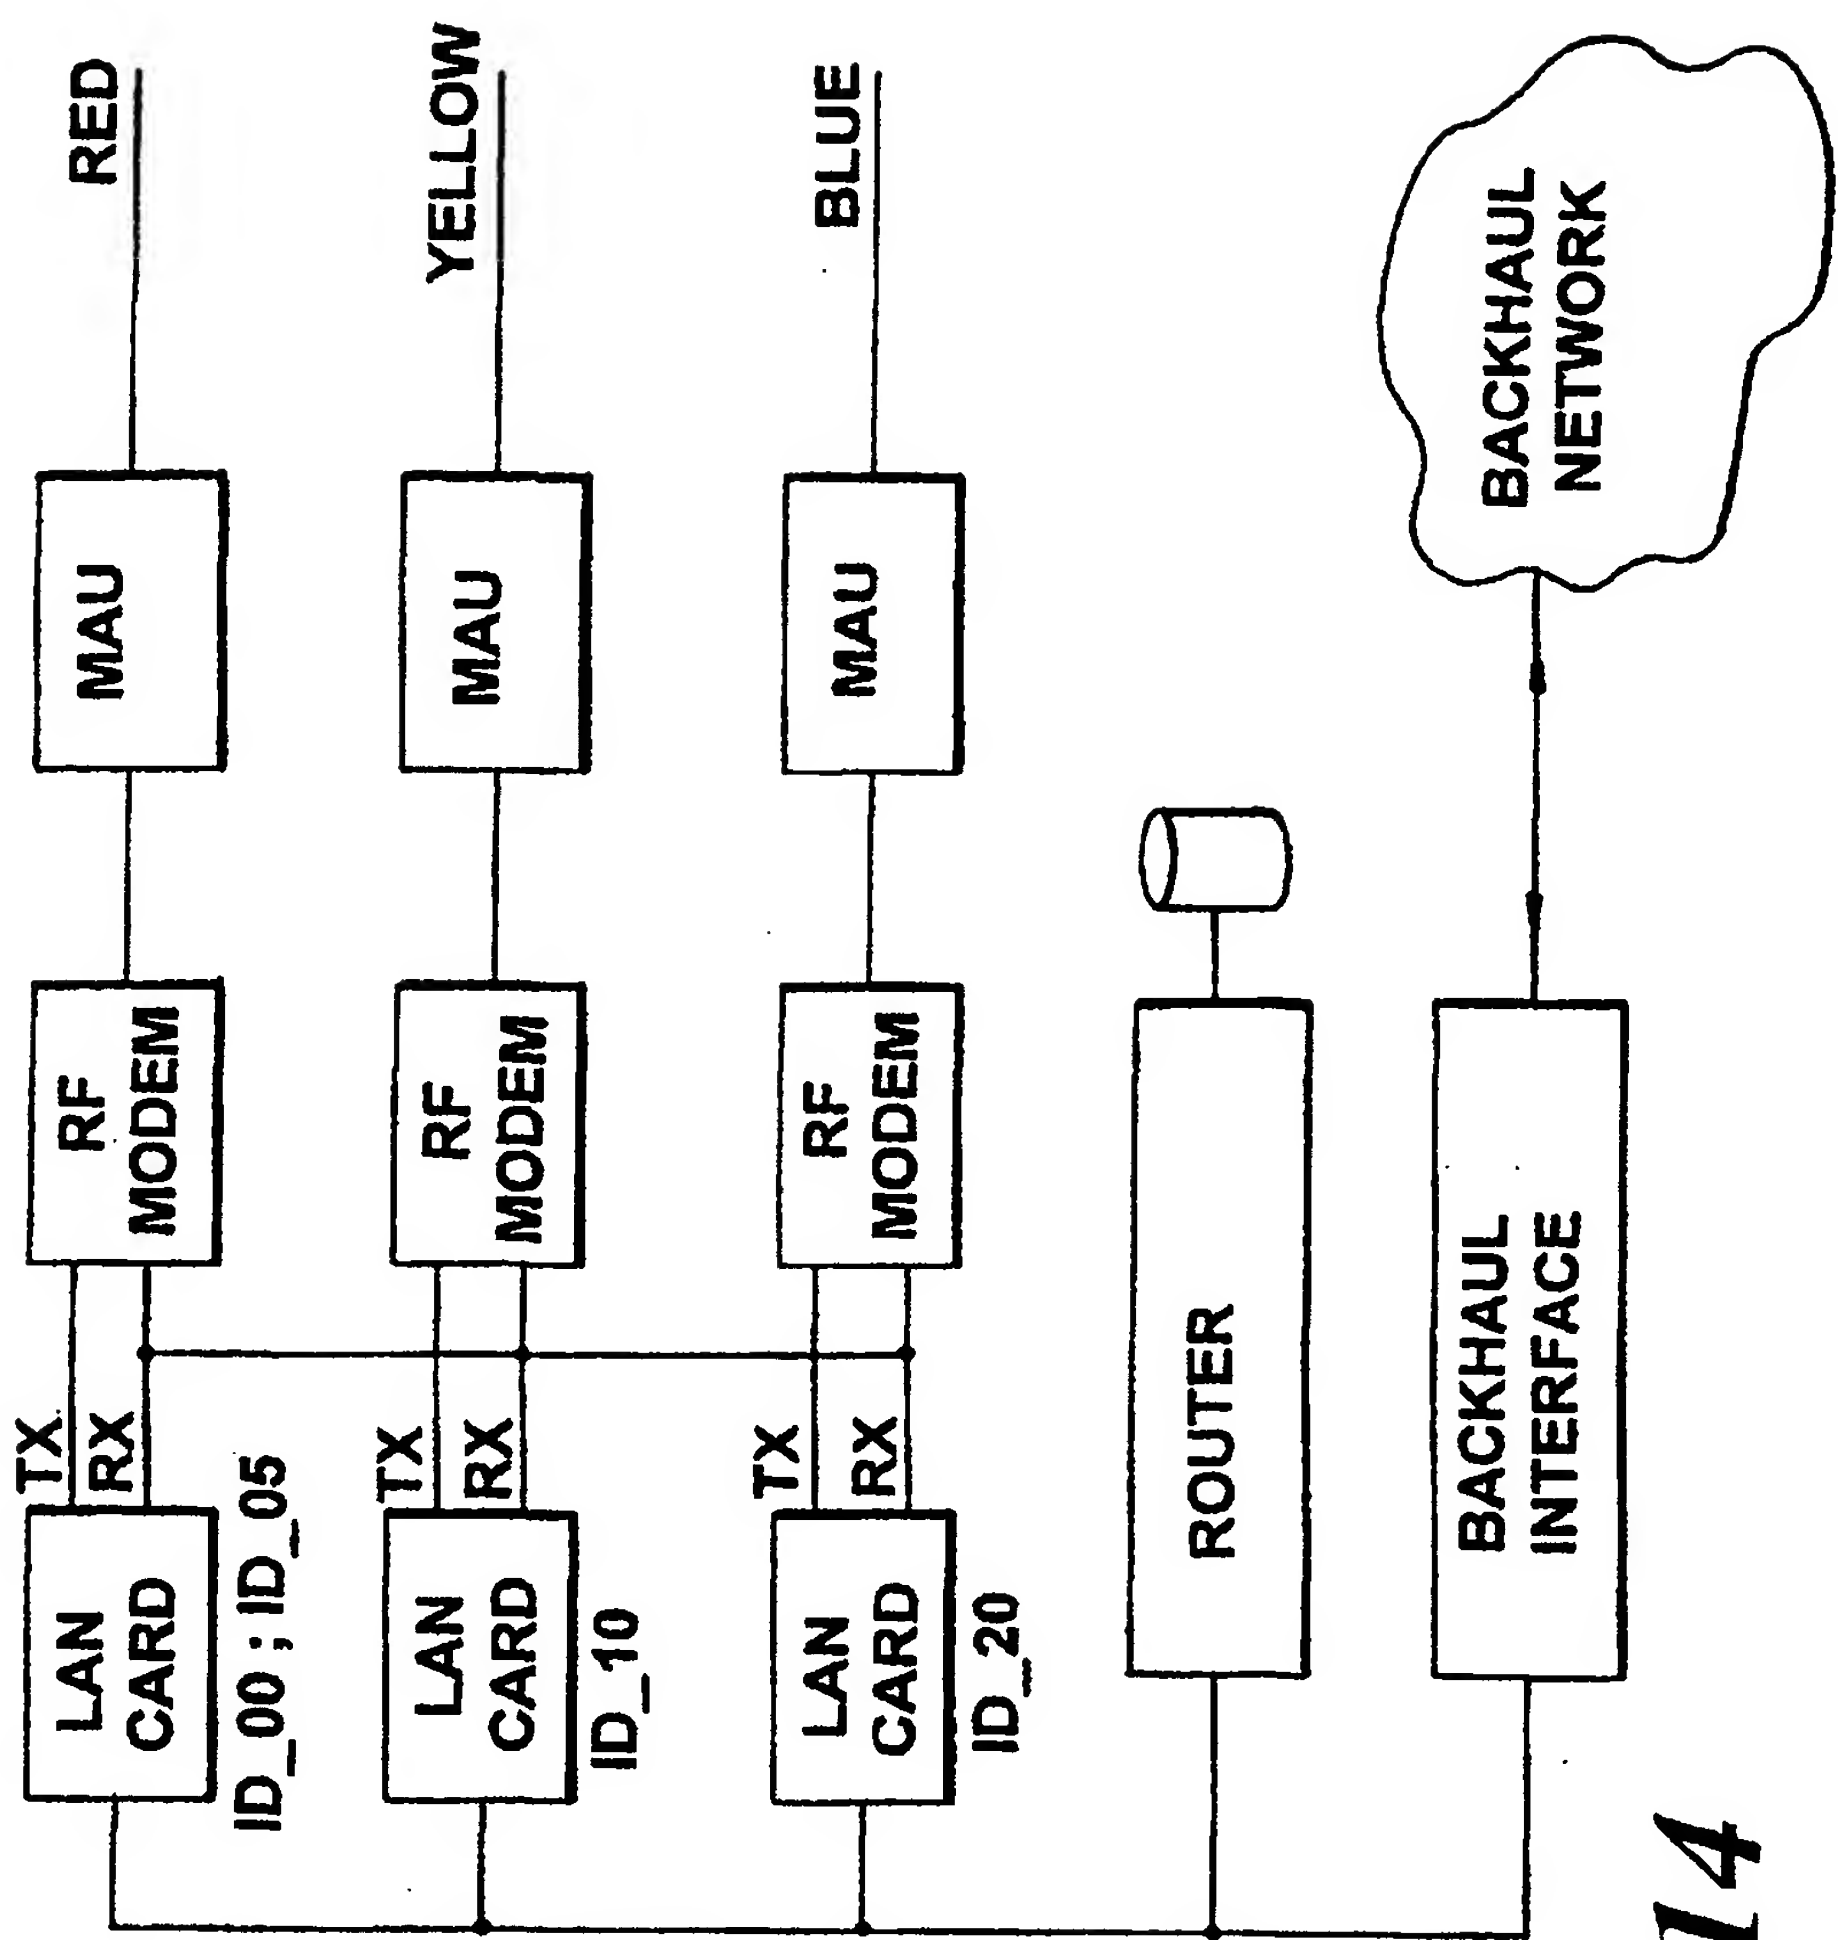 RED
YELLOW
BLUE
MAU
MAU
MAU
BACKHAUL
NETWORK
RF
MODEM
RF
MODEM
RF
MODEM
TX
RX
TX
RX
TX
RX
LAN
CARD
ID_00 ; ID_05
LAN
CARD
ID_10
LAN
CARD
ID_20
ROUTER
BACKHAUL
INTERFACE
14